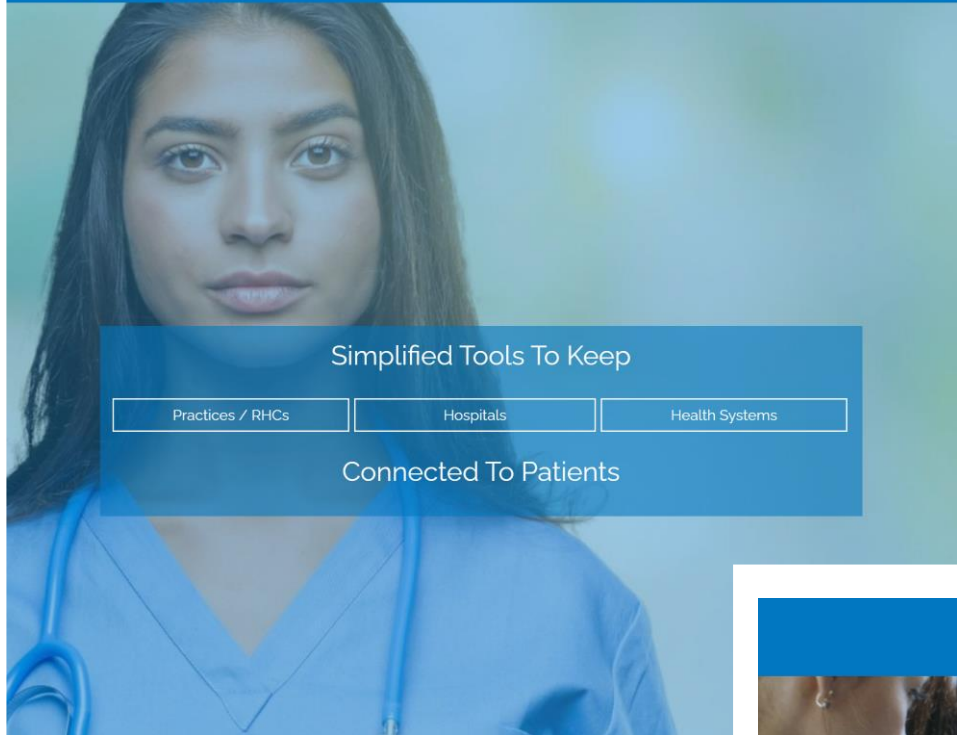 Simplified Tools To Keep
Practices / RHCs
Hospitals
Health Systems
Connected To Patients